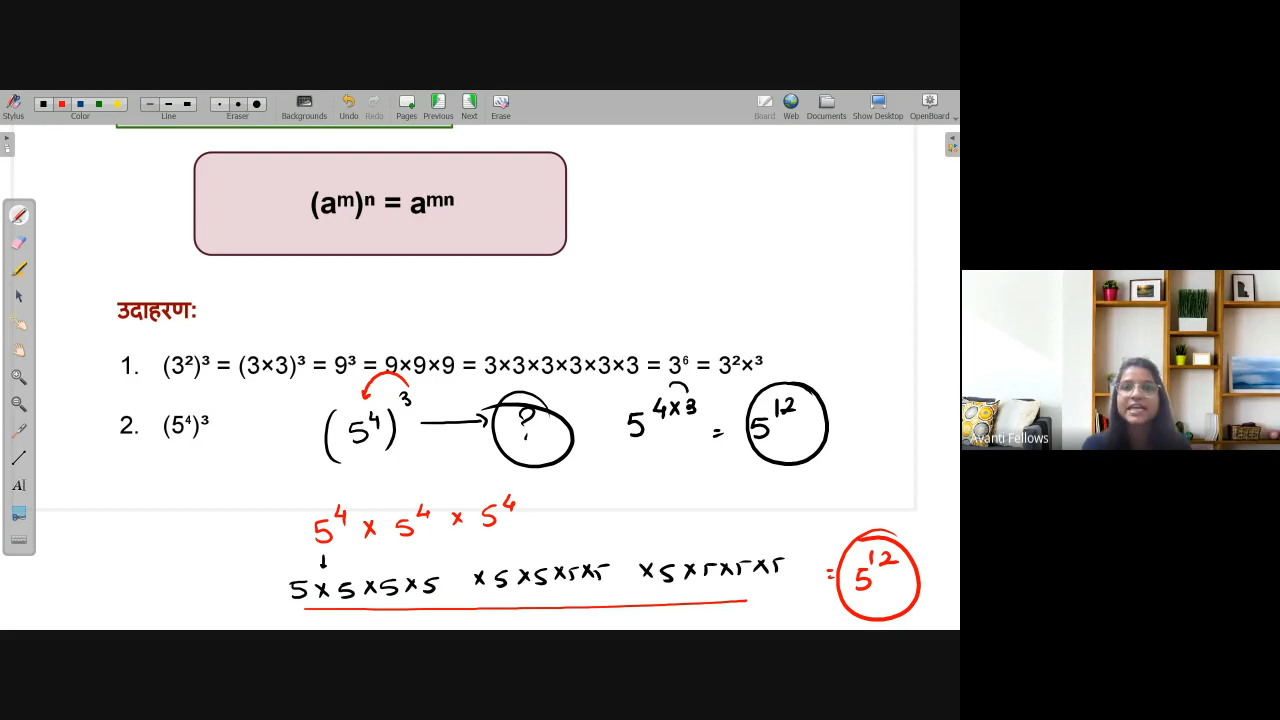 Stylus Color Line Eraser Backgrounds Undo Redo Pages Previous Next Erase Board Web Documents Show Desktop OpenBoard
(aᵐ)ⁿ = aᵐⁿ
उदाहरण:
1. (3²)³ = (3×3)³ = 9³ = 9×9×9 = 3×3×3×3×3×3 = 3⁶ = 3²×³
2. (5⁴)³ (5⁴)³ → ? 5⁴ˣ³ = 5¹²
Avanti Fellows
5⁴ × 5⁴ × 5⁴
5×5×5×5 ×5×5×5×5 ×5×5×5×5 = 5¹²